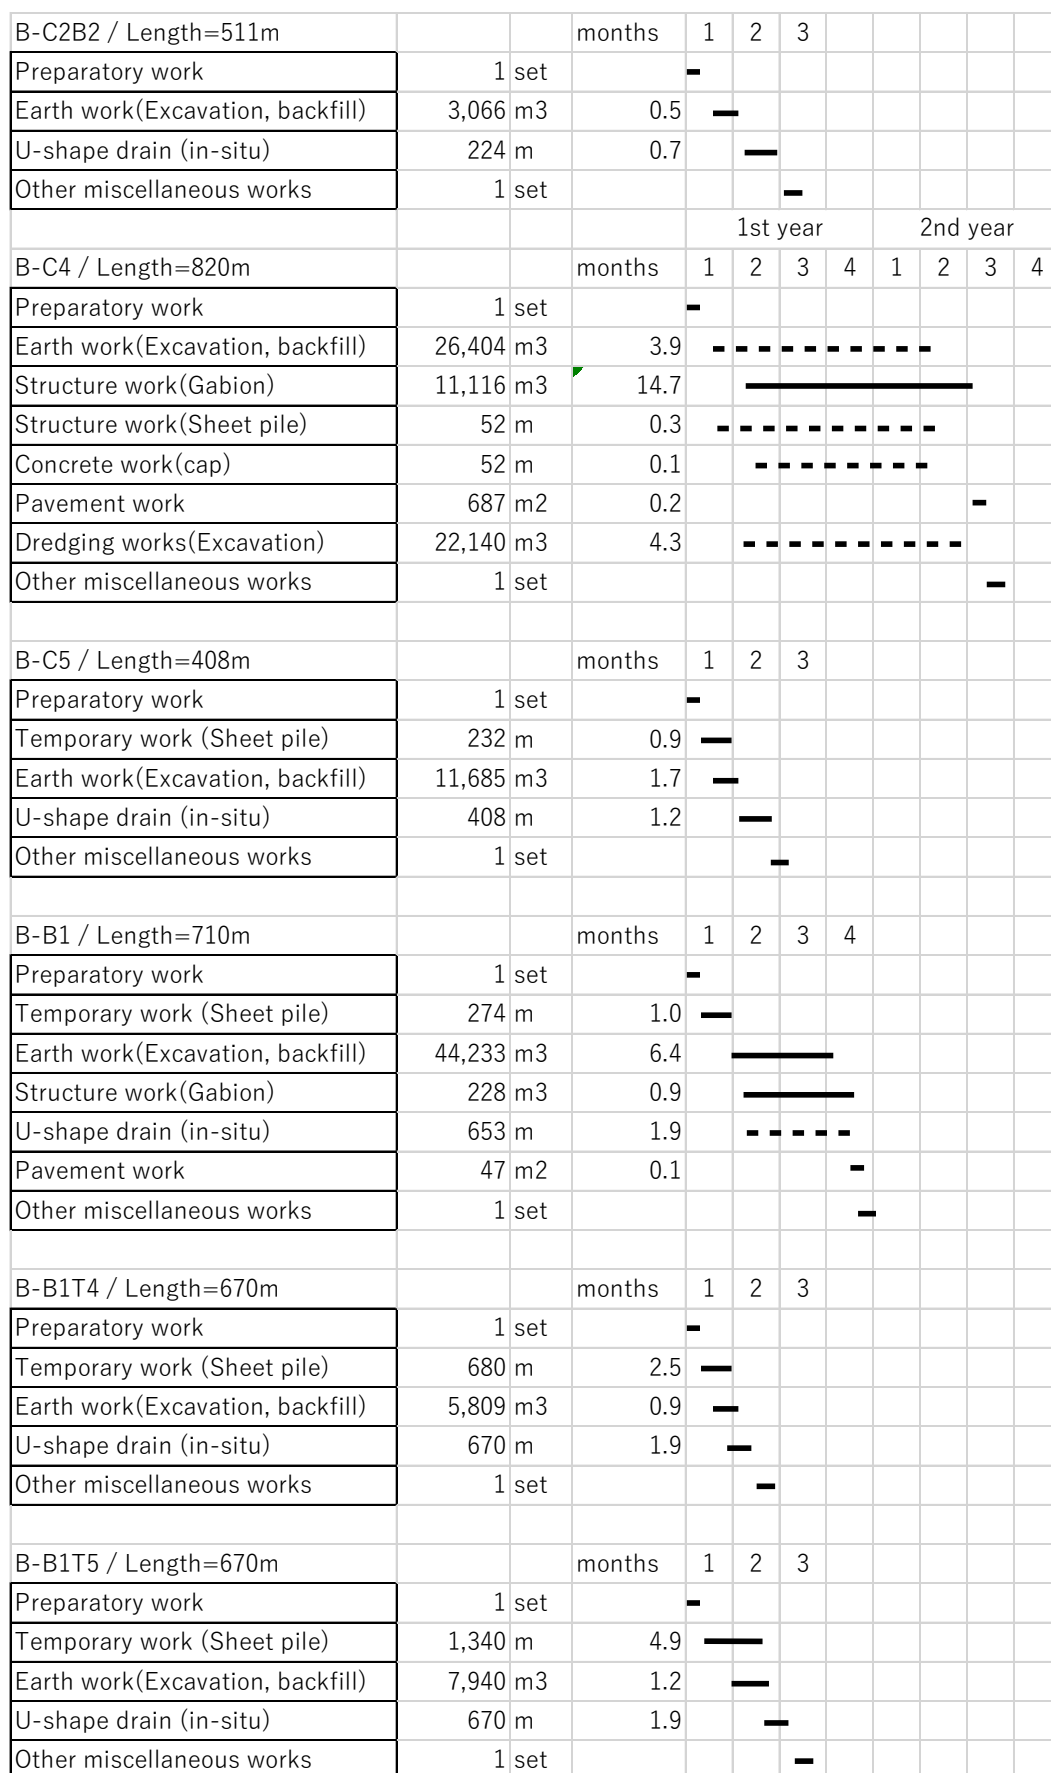 B-C2B2 / Length=511m months 1 2 3
Preparatory work 1 set
Earth work(Excavation, backfill) 3,066 m3 0.5
U-shape drain (in-situ) 224 m 0.7
Other miscellaneous works 1 set
1st year 2nd year
B-C4 / Length=820m months 1 2 3 4 1 2 3 4
Preparatory work 1 set
Earth work(Excavation, backfill) 26,404 m3 3.9
Structure work(Gabion) 11,116 m3 14.7
Structure work(Sheet pile) 52 m 0.3
Concrete work(cap) 52 m 0.1
Pavement work 687 m2 0.2
Dredging works(Excavation) 22,140 m3 4.3
Other miscellaneous works 1 set
B-C5 / Length=408m months 1 2 3
Preparatory work 1 set
Temporary work (Sheet pile) 232 m 0.9
Earth work(Excavation, backfill) 11,685 m3 1.7
U-shape drain (in-situ) 408 m 1.2
Other miscellaneous works 1 set
B-B1 / Length=710m months 1 2 3 4
Preparatory work 1 set
Temporary work (Sheet pile) 274 m 1.0
Earth work(Excavation, backfill) 44,233 m3 6.4
Structure work(Gabion) 228 m3 0.9
U-shape drain (in-situ) 653 m 1.9
Pavement work 47 m2 0.1
Other miscellaneous works 1 set
B-B1T4 / Length=670m months 1 2 3
Preparatory work 1 set
Temporary work (Sheet pile) 680 m 2.5
Earth work(Excavation, backfill) 5,809 m3 0.9
U-shape drain (in-situ) 670 m 1.9
Other miscellaneous works 1 set
B-B1T5 / Length=670m months 1 2 3
Preparatory work 1 set
Temporary work (Sheet pile) 1,340 m 4.9
Earth work(Excavation, backfill) 7,940 m3 1.2
U-shape drain (in-situ) 670 m 1.9
Other miscellaneous works 1 set